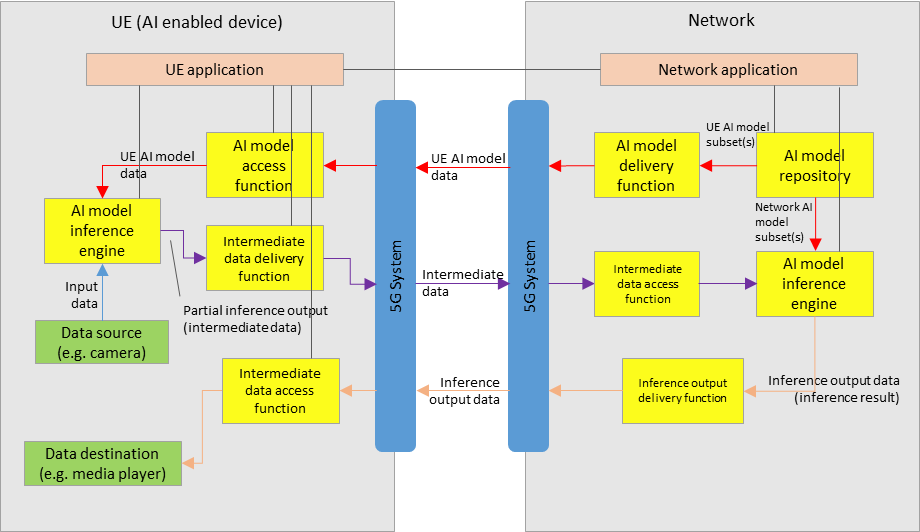 UE (AI enabled device)
Network
UE application
Network application
AI model
access
function
UE AI model
data
AI model
inference
engine
Intermediate
data delivery
function
Input
data
Partial inference output
(intermediate data)
Data source
(e.g. camera)
Intermediate
data access
function
Data destination
(e.g. media player)
5G System
UE AI model
data
Intermediate
data
Inference
output data
5G System
AI model
delivery
function
UE AI model
subset(s)
AI model
repository
Network AI
model
subset(s)
Intermediate
data access
function
AI model
inference
engine
Inference output
delivery function
Inference output data
(inference result)